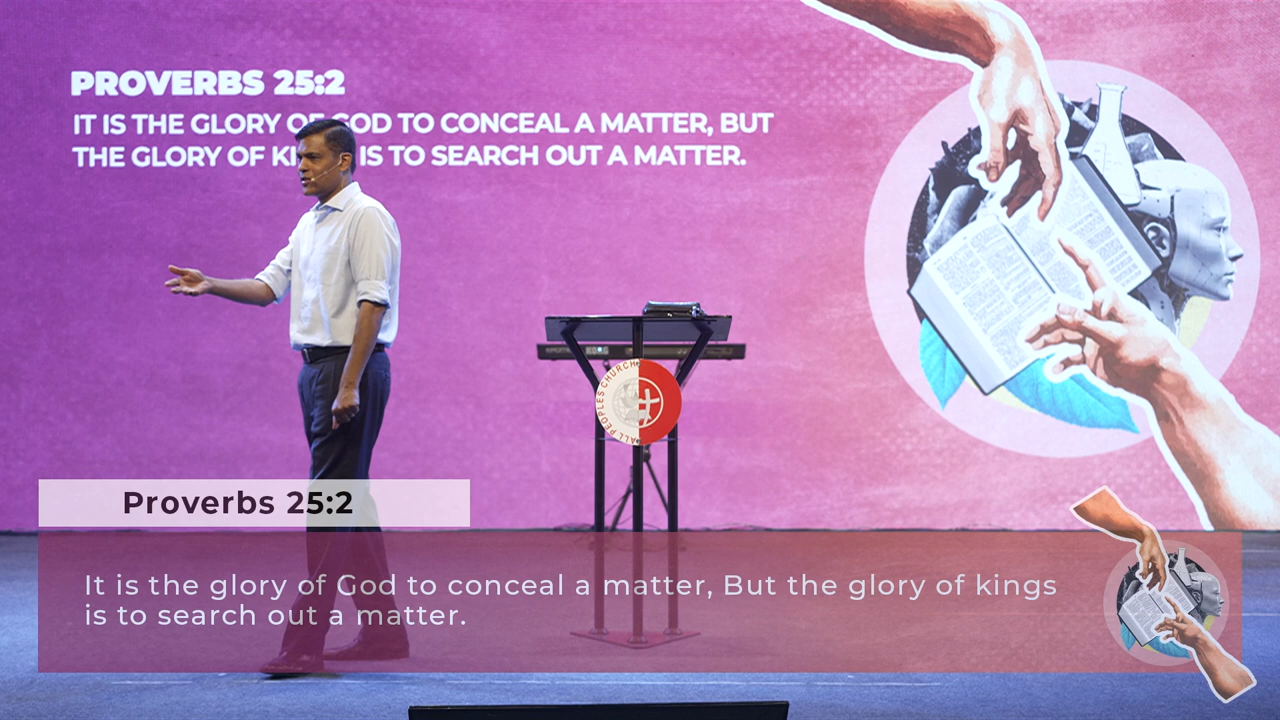 PROVERBS 25:2
IT IS THE GLORY OF GOD TO CONCEAL A MATTER, BUT
THE GLORY OF IS TO SEARCH OUT A MATTER.
ALL PEOPLES CHURCH
Proverbs 25:2
It is the glory of God to conceal a matter, But the glory of kings
is to search out a matter.